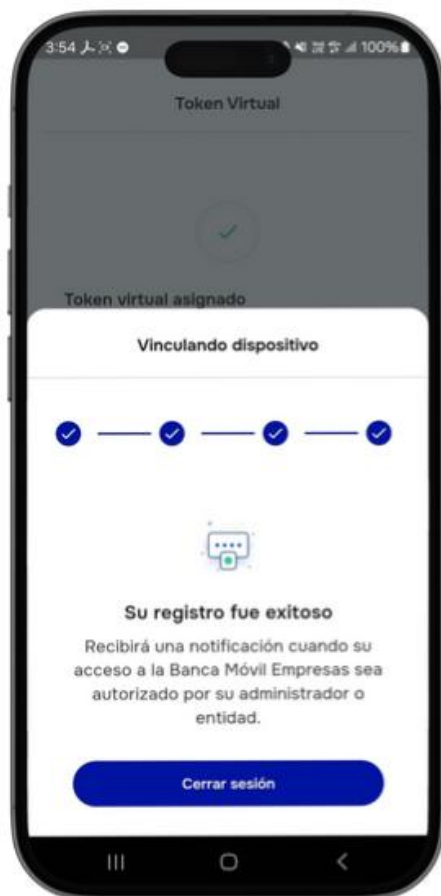 3:54
100%
Token Virtual
Token virtual asignado
Vinculando dispositivo
Su registro fue exitoso
Recibirá una notificación cuando su
acceso a la Banca Móvil Empresas sea
autorizado por su administrador o
entidad.
Cerrar sesión